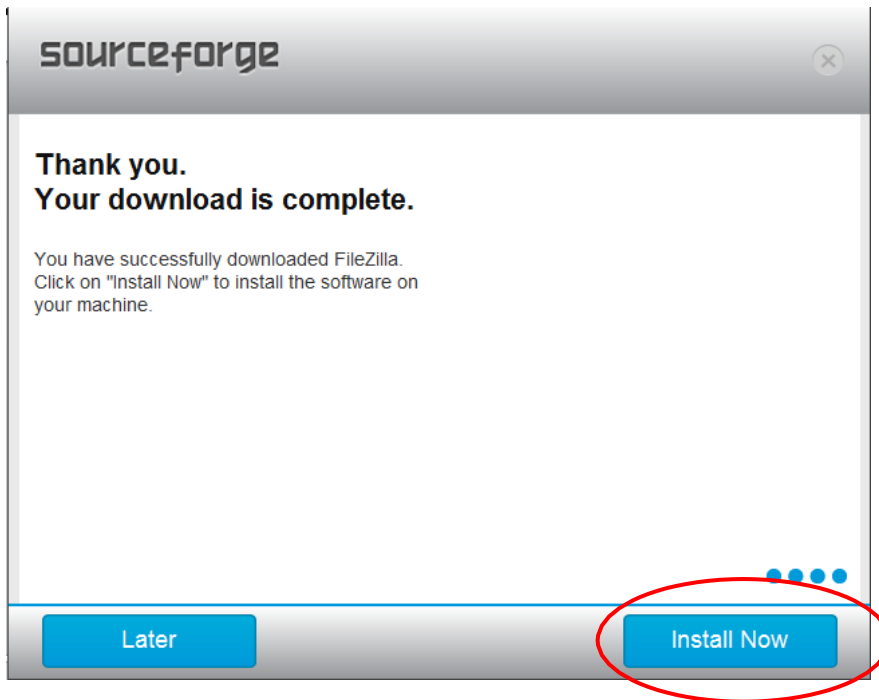 sourceforge
Thank you.
Your download is complete.
You have successfully downloaded FileZilla.
Click on "Install Now" to install the software on
your machine.
Later
Install Now